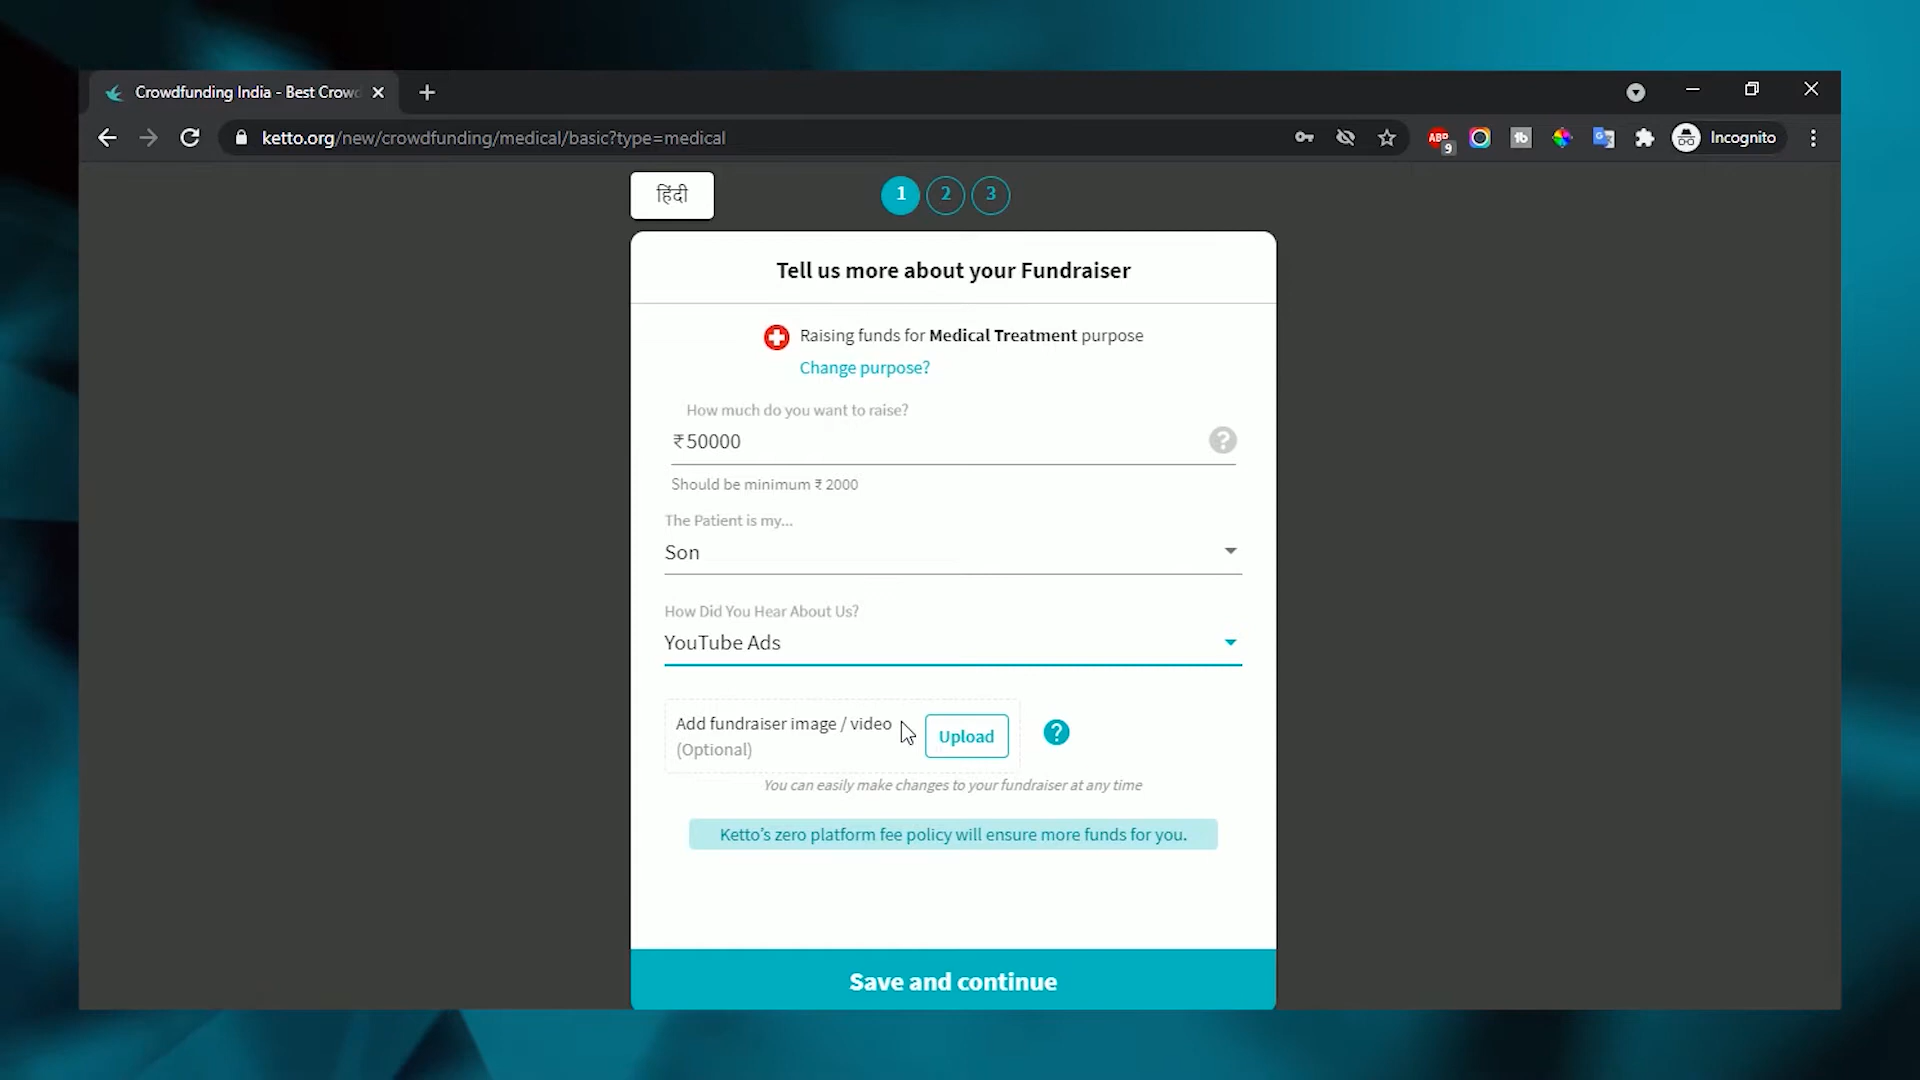 Crowdfunding India - Best Crowd
ketto.org/new/crowdfunding/medical/basic?type=medical
ABP
9
tb
G
Incognito
हिंदी
1
2
3
Tell us more about your Fundraiser
Raising funds for Medical Treatment purpose
Change purpose?
How much do you want to raise?
₹50000
?
Should be minimum ₹ 2000
The Patient is my...
Son
How Did You Hear About Us?
YouTube Ads
Add fundraiser image / video
(Optional)
Upload
?
You can easily make changes to your fundraiser at any time
Ketto's zero platform fee policy will ensure more funds for you.
Save and continue